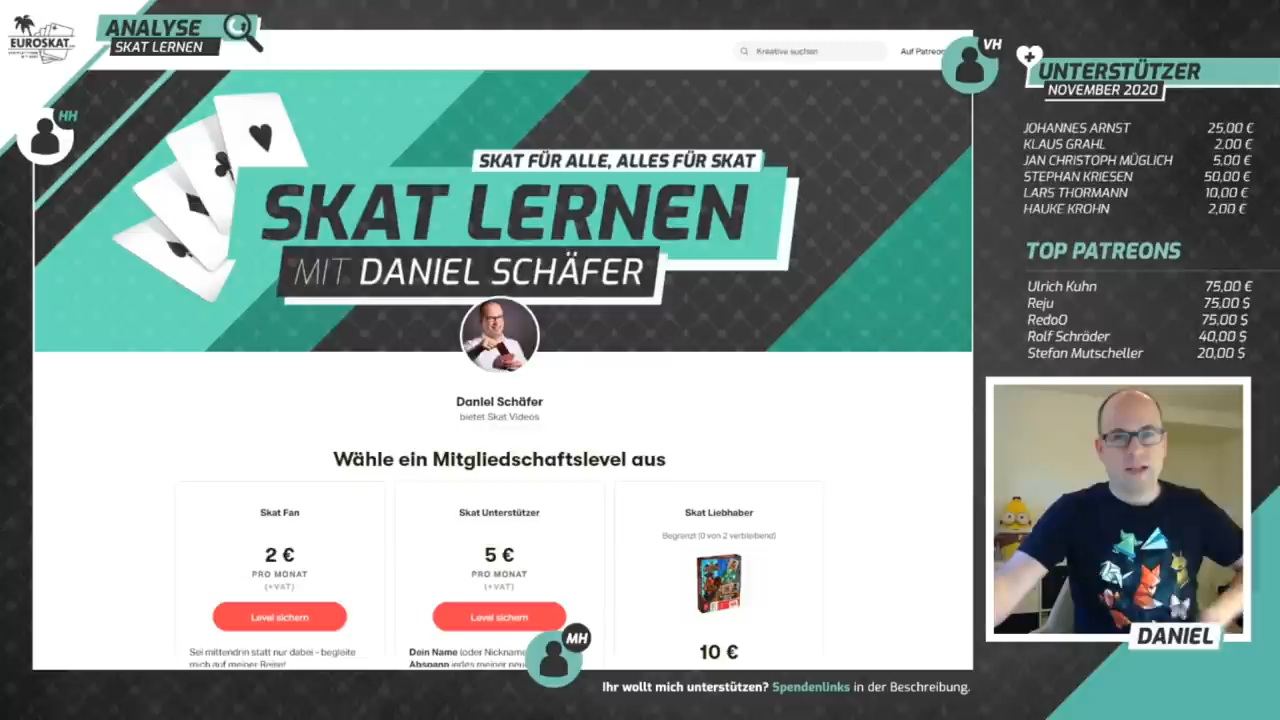 EUROSKAT
ANALYSE
SKAT LERNEN
HH
Kreative suchen
Auf Patreon
VH
SKAT FÜR ALLE, ALLES FÜR SKAT
SKAT LERNEN
MIT DANIEL SCHÄFER
Daniel Schäfer
bietet Skat Videos
Wähle ein Mitgliedschaftslevel aus
Skat Fan
2 €
PRO MONAT
(+VAT)
Level sichern
Sei mittendrin statt nur dabei - begleite
mich auf meiner Reise!
Skat Unterstützer
5 €
PRO MONAT
(+VAT)
Level sichern
Dein Name (oder Nickname
Abspann jedes meiner neu
Skat Liebhaber
Begrenzt (0 von 2 verbleibend)
10 €
MH
UNTERSTÜTZER
NOVEMBER 2020
JOHANNES ARNST 25,00 €
KLAUS GRAHL 2,00 €
JAN CHRISTOPH MÜGLICH 5,00 €
STEPHAN KRIESEN 50,00 €
LARS THORMANN 10,00 €
HAUKE KROHN 2,00 €
TOP PATREONS
Ulrich Kuhn 75,00 €
Reju 75,00 $
RedoO 75,00 $
Rolf Schräder 40,00 €
Stefan Mutscheller 20,00 $
DANIEL
Ihr wollt mich unterstützen? Spendenlinks in der Beschreibung.